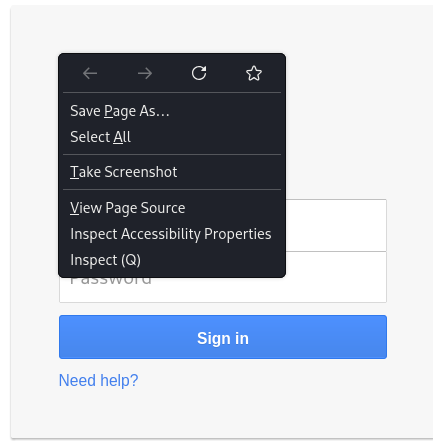 Save Page As...
Select All
Take Screenshot
View Page Source
Inspect Accessibility Properties
Inspect (Q)
Password
Sign in
Need help?